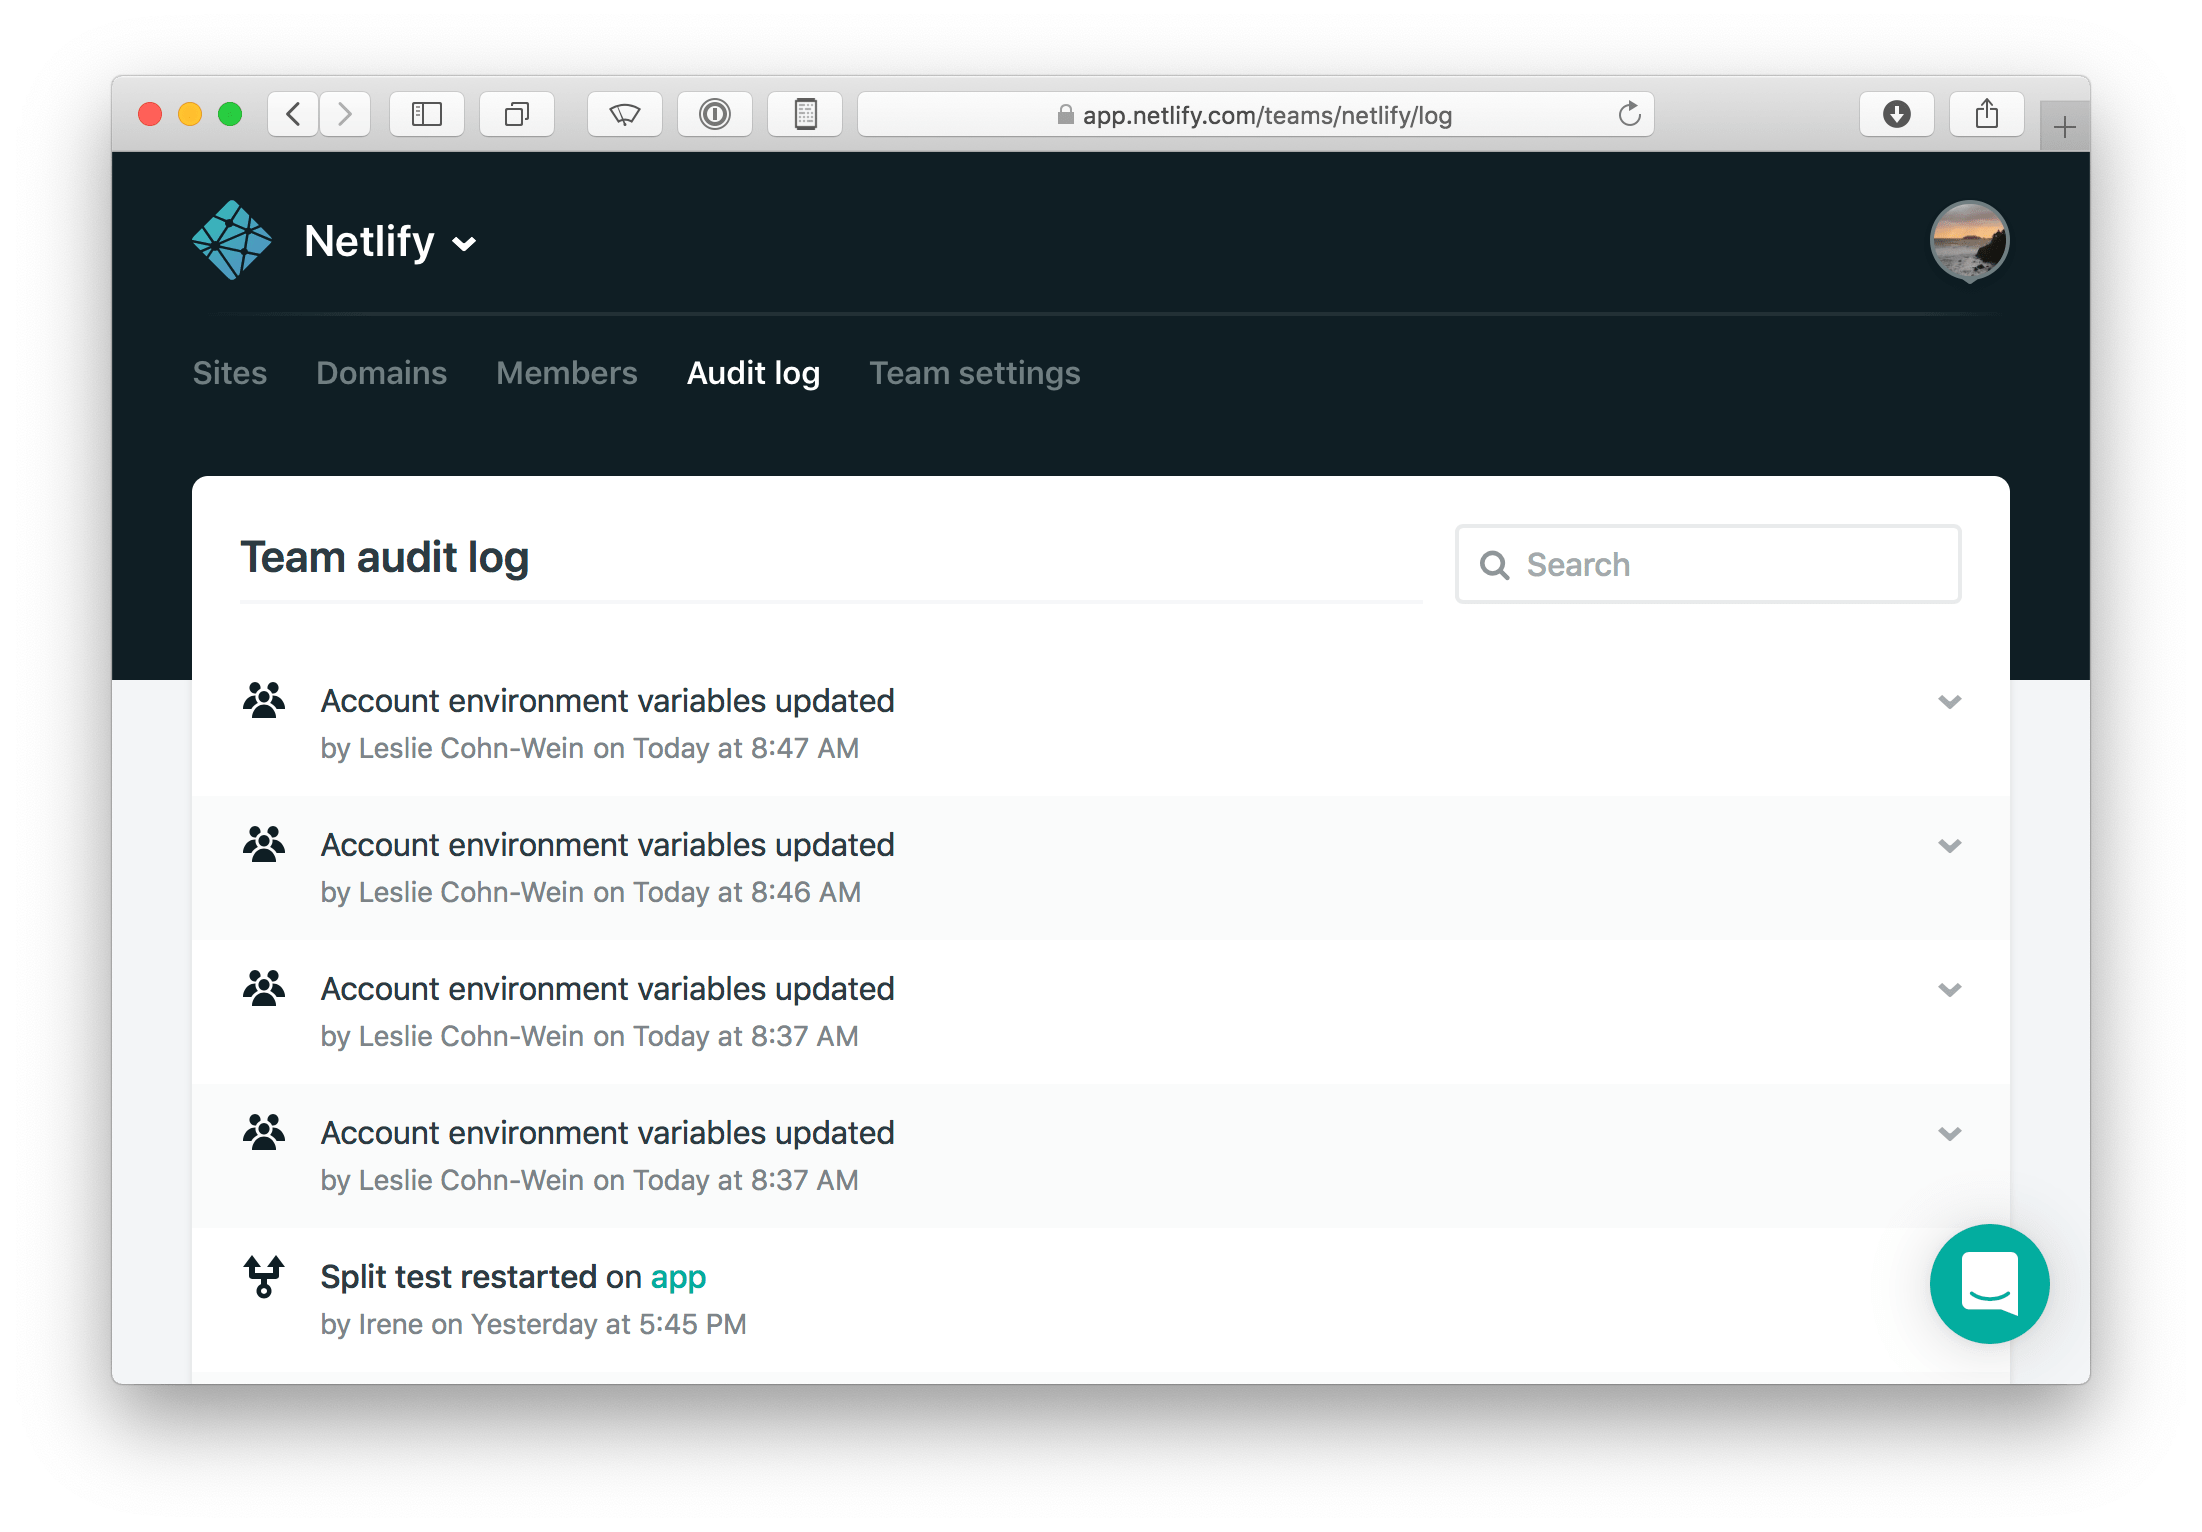 app.netlify.com/teams/netlify/log
Netlify
Sites Domains Members Audit log Team settings
Team audit log
Search
Account environment variables updated
by Leslie Cohn-Wein on Today at 8:47 AM
Account environment variables updated
by Leslie Cohn-Wein on Today at 8:46 AM
Account environment variables updated
by Leslie Cohn-Wein on Today at 8:37 AM
Account environment variables updated
by Leslie Cohn-Wein on Today at 8:37 AM
Split test restarted on app
by Irene on Yesterday at 5:45 PM